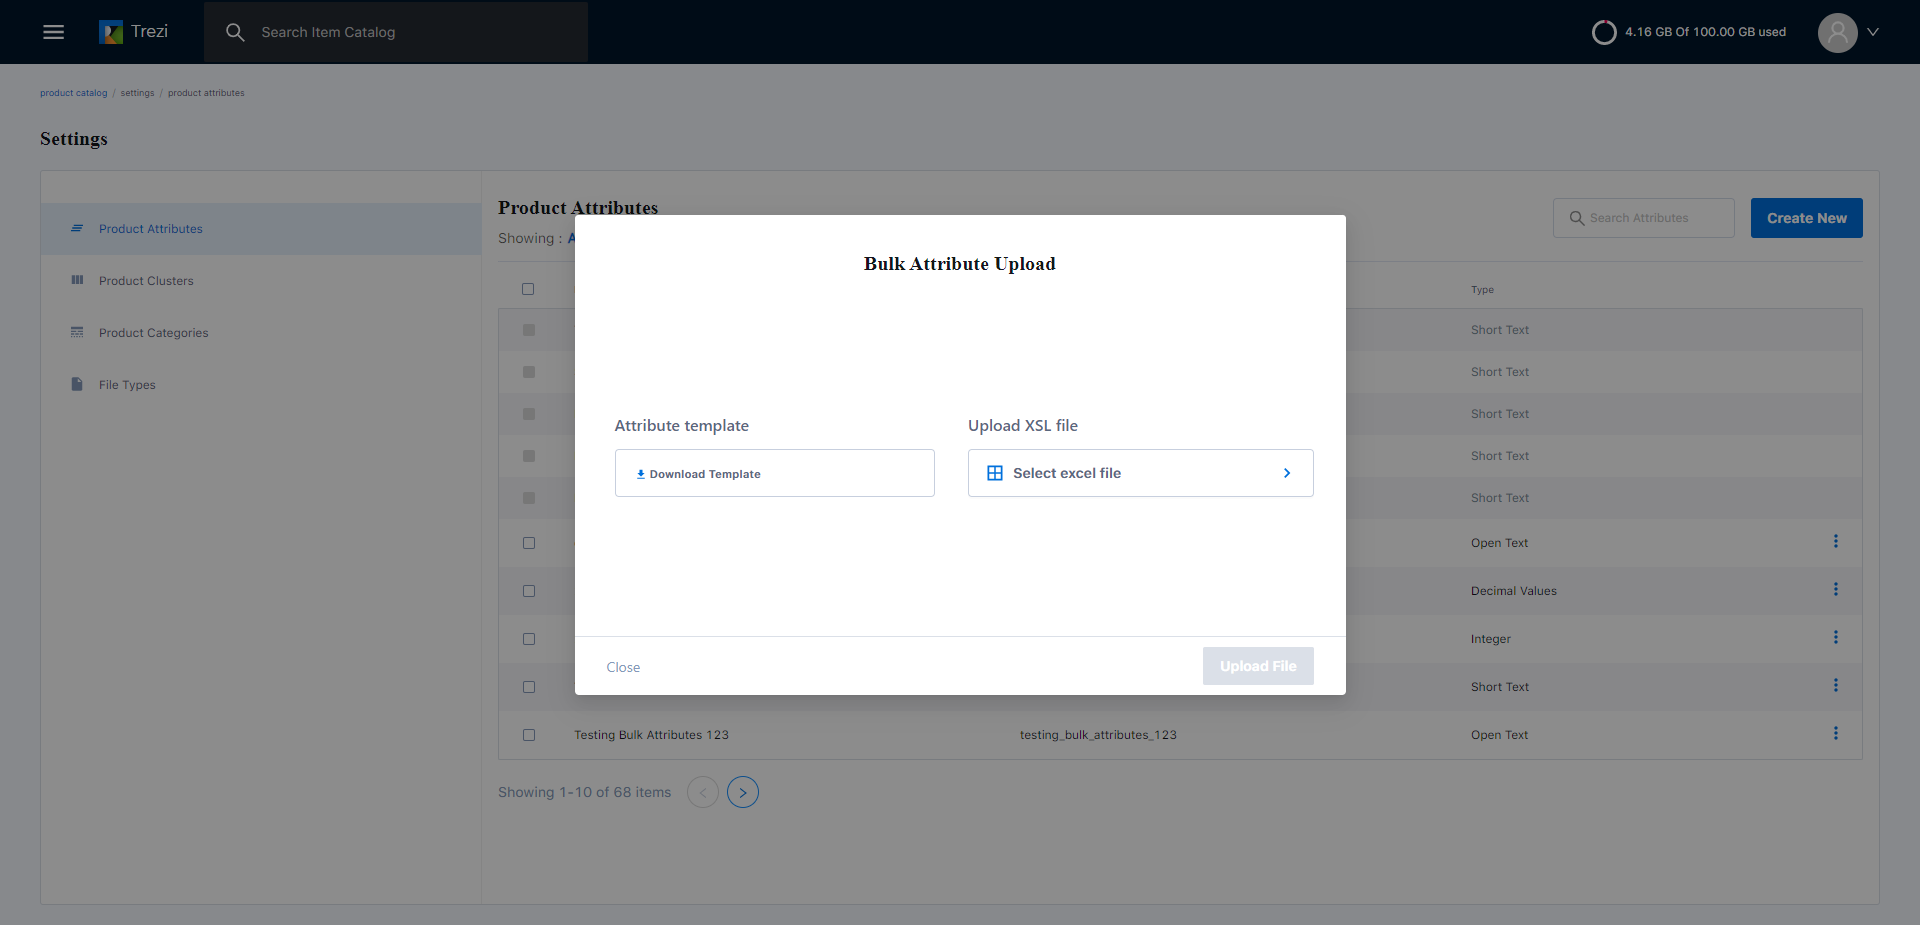 Trezi
Search Item Catalog
4.16 GB Of 100.00 GB used
product catalog / settings / product attributes
Settings
Product Attributes
Product Clusters
Product Categories
File Types
Product Attributes
Showing : A
Search Attributes
Create New
Type
Short Text
Short Text
Short Text
Short Text
Short Text
Open Text
Decimal Values
Integer
Short Text
Testing Bulk Attributes 123 testing_bulk_attributes_123 Open Text
Showing 1-10 of 68 items
Bulk Attribute Upload
Attribute template
Download Template
Upload XSL file
Select excel file
Close
Upload File